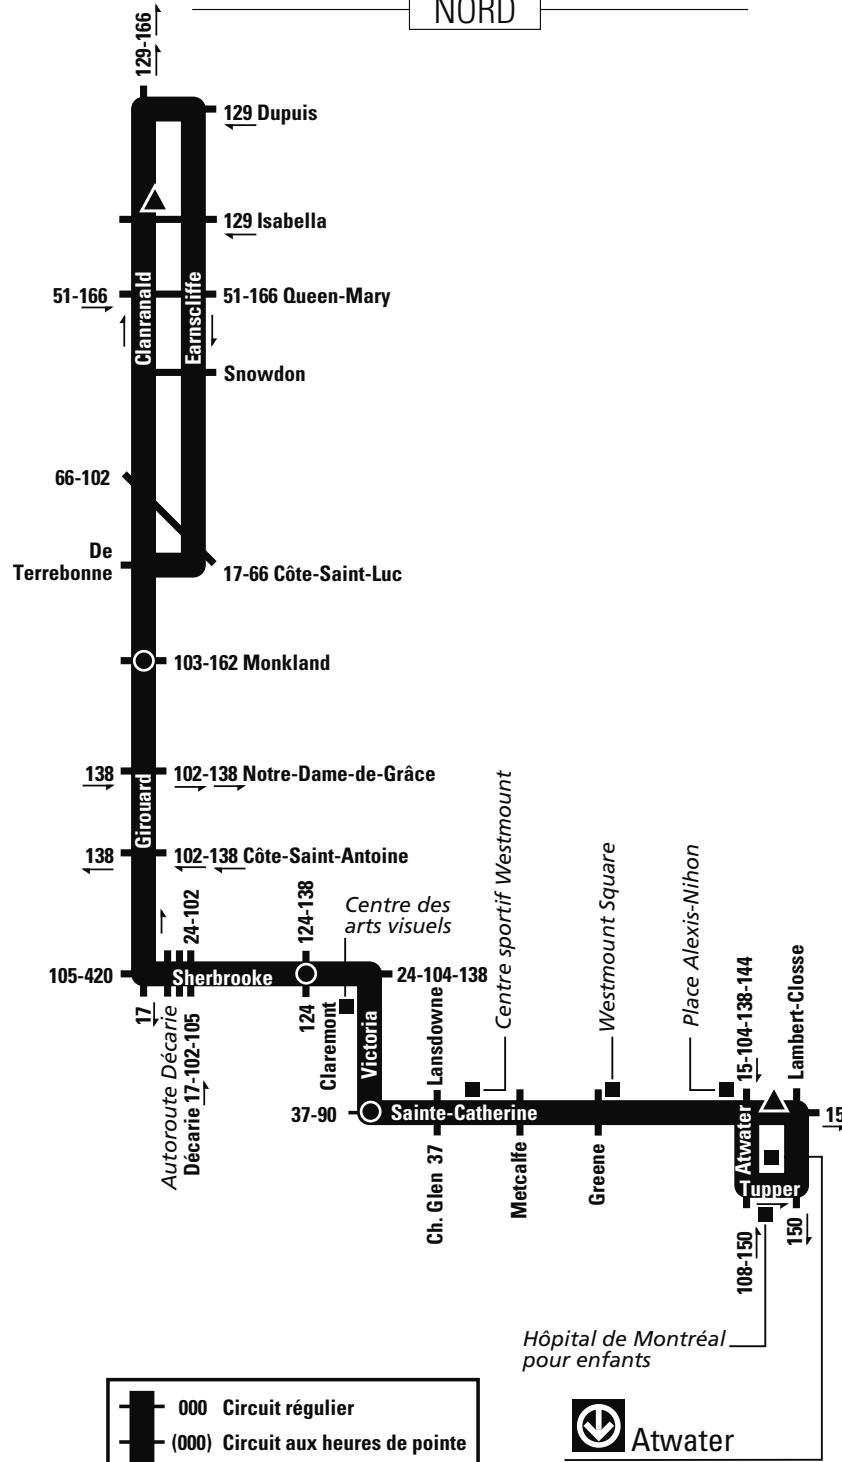 NORD
129-166
129 Dupuis
129 Isabella
51-166
51-166 Queen-Mary
Clanranald
Earnscliffe
Snowdon
66-102
De
Terrebonne
17-66 Côte-Saint-Luc
103-162 Monkland
138
102-138 Notre-Dame-de-Grâce
Girouard
138
102-138 Côte-Saint-Antoine
24-102
124-138
Centre des
arts visuels
Centre sportif Westmount
Westmount Square
Place Alexis-Nihon
105-420
Sherbrooke
24-104-138
17
Autoroute Décarie
Décarie 17-102-105
124
Claremont
Victoria
Lansdowne
15-104-138-144
Lambert-Closse
37-90
Sainte-Catherine
15
Ch. Glen 37
Metcalfe
Greene
Atwater
Tupper
108-150
150
Hôpital de Montréal
pour enfants
000 Circuit régulier
(000) Circuit aux heures de pointe
Atwater